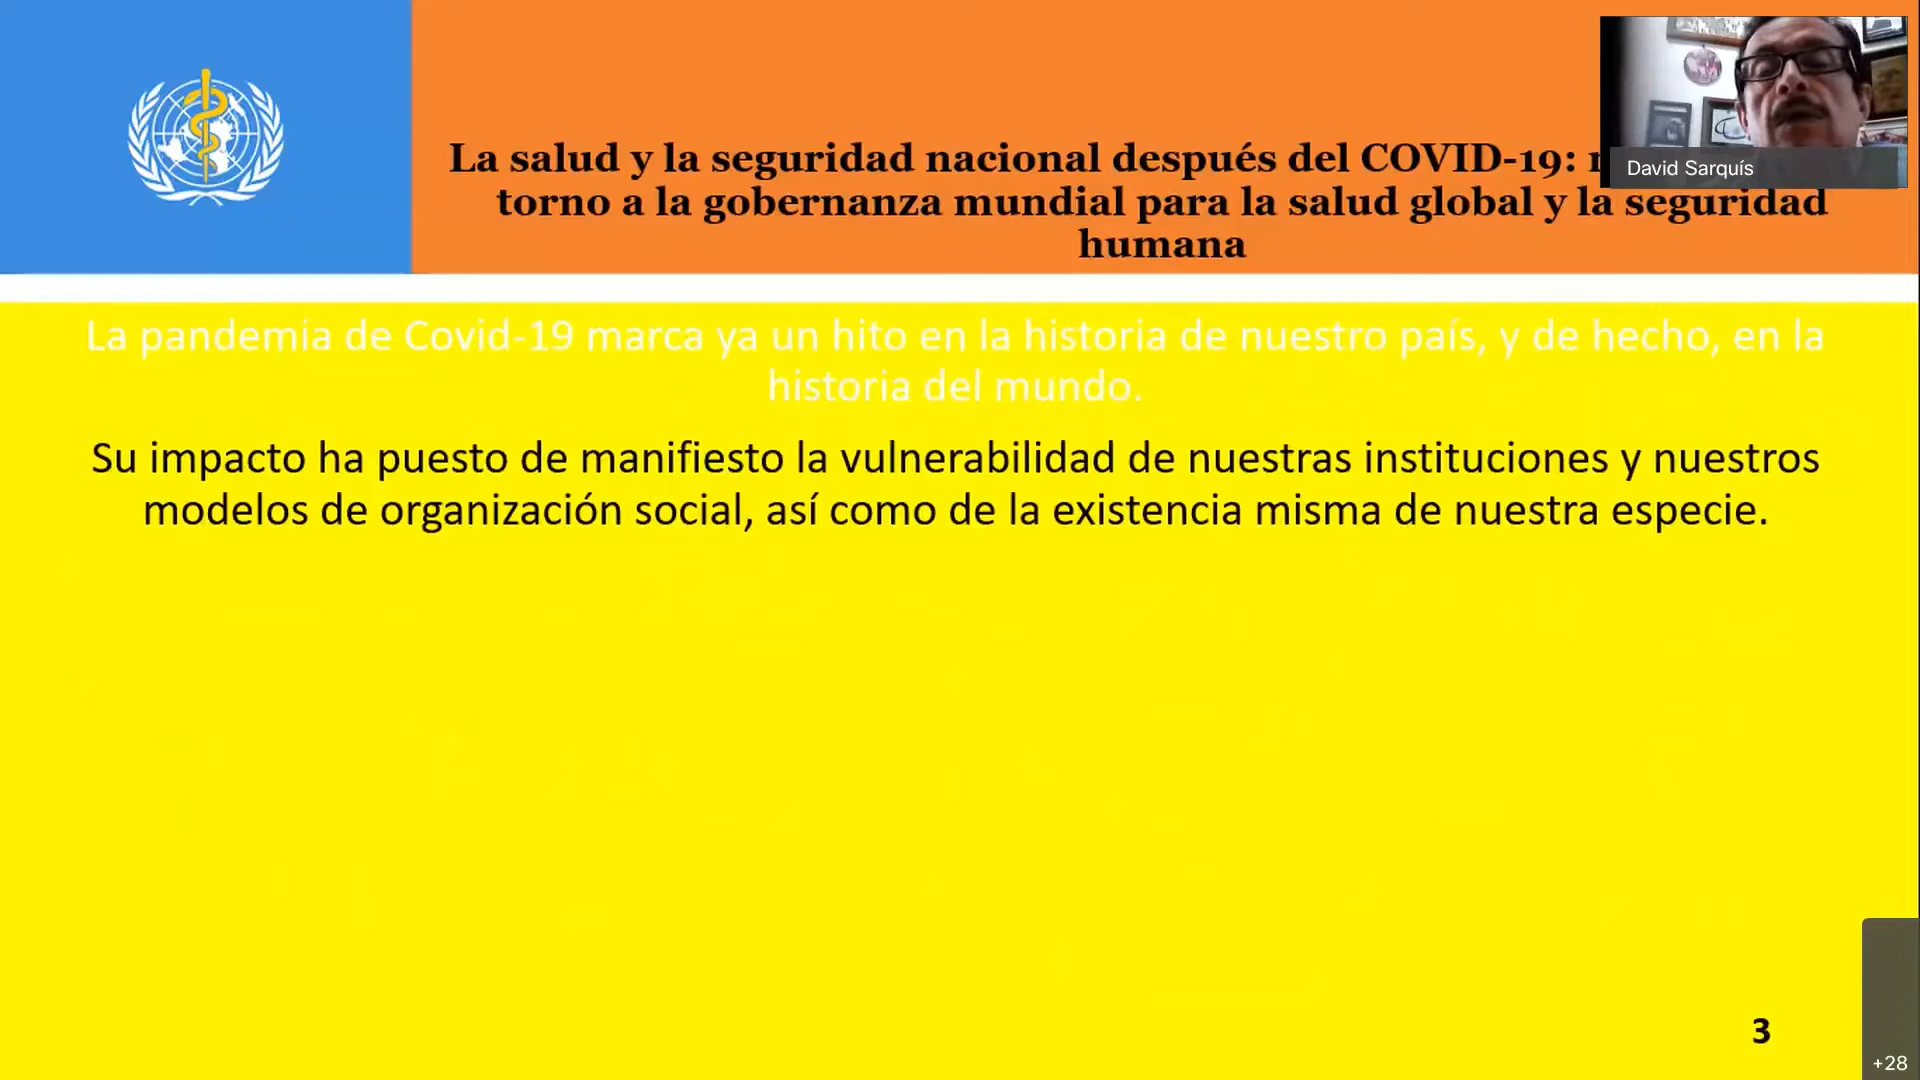 La salud y la seguridad nacional después del COVID-19:
torno a la gobernanza mundial para la salud global y la seguridad
humana
David Sarquís
La pandemia de Covid-19 marca ya un hito en la historia de nuestro país, y de hecho, en la
historia del mundo.
Su impacto ha puesto de manifiesto la vulnerabilidad de nuestras instituciones y nuestros
modelos de organización social, así como de la existencia misma de nuestra especie.
3
+28